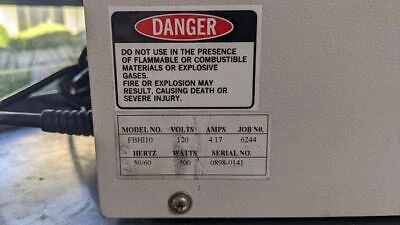 DANGER
DO NOT USE IN THE PRESENCE
OF FLAMMABLE OR COMBUSTIBLE
MATERIALS OR EXPLOSIVE
GASES.
FIRE OR EXPLOSION MAY
RESULT, CAUSING DEATH OR
SEVERE INJURY.
MODEL NO. VOLTS AMPS JOB NO.
FBHI10 120 4.17 6244
HERTZ WATTS SERIAL NO.
50/60 500 0898-0141